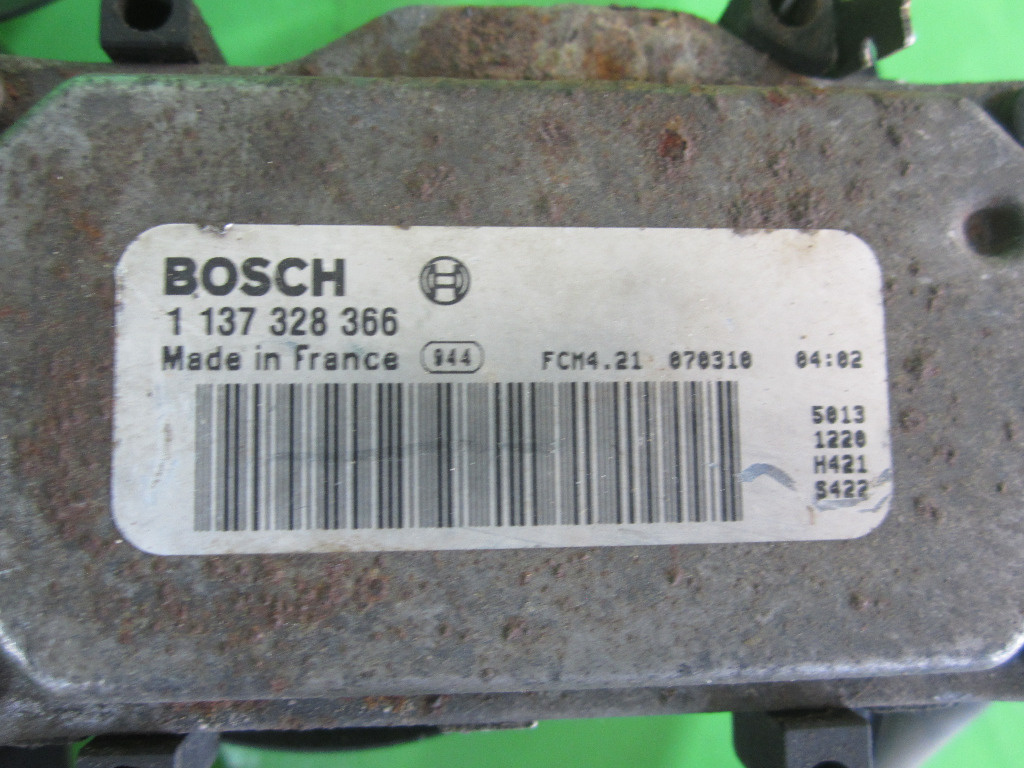 BOSCH
1 137 328 366
Made in France 944 FCM4.21 070310 04:02
5013
1220
H421
S422